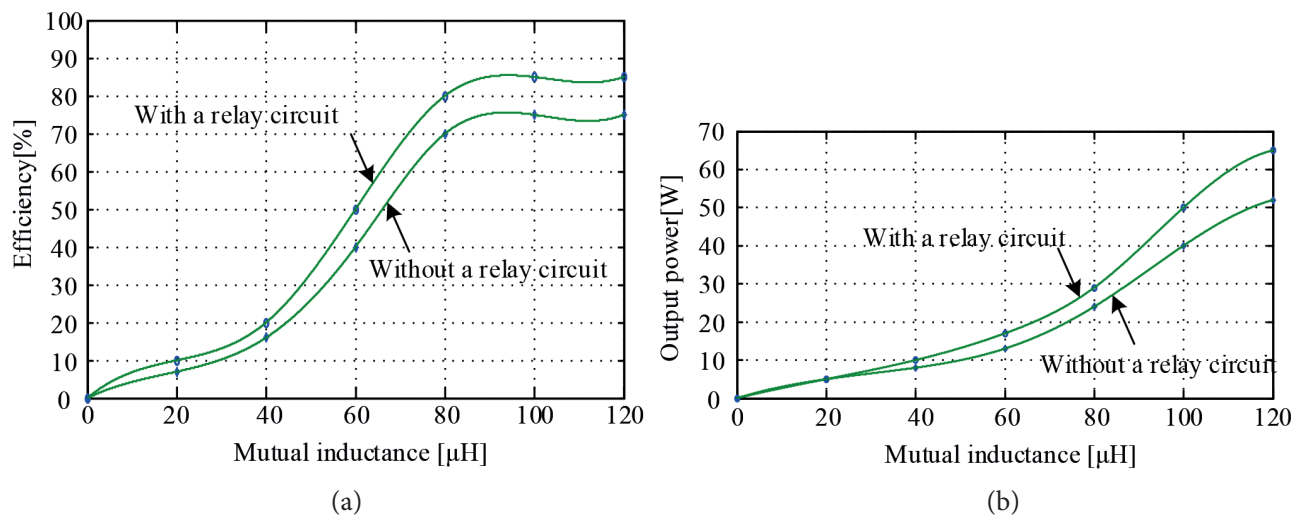 100
90
80
70
60
50
40
30
20
10
0
Efficiency[%]
With a relay circuit
Without a relay circuit
0 20 40 60 80 100 120
Mutual inductance [μH]
(a)
70
60
50
40
30
20
10
0
Output power[W]
With a relay circuit
Without a relay circuit
0 20 40 60 80 100 120
Mutual inductance [μH]
(b)